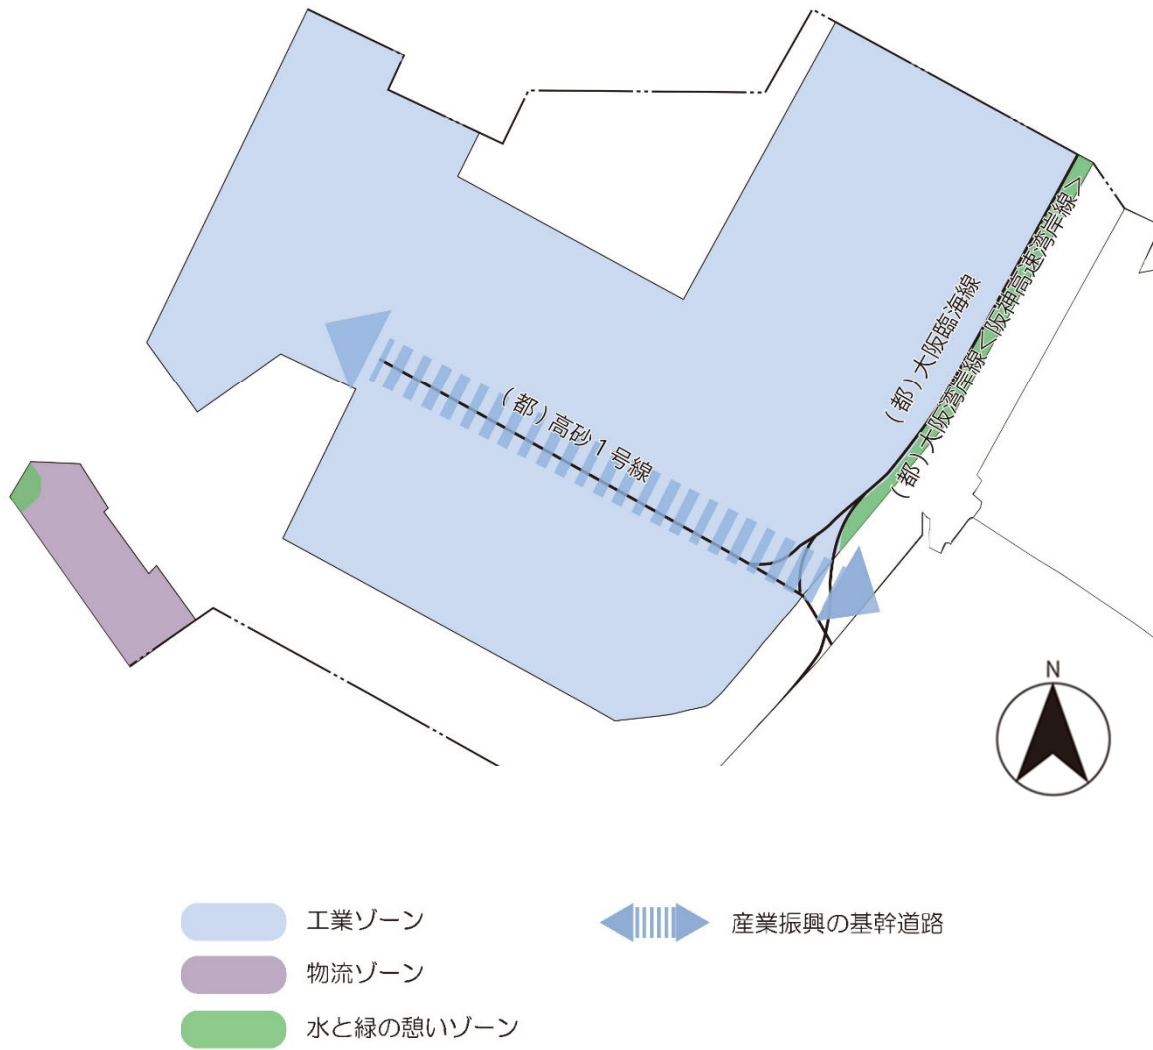 (都)大阪臨海線
(都)大阪湾岸線<阪神高速湾岸線>
(都)高砂1号線
N
工業ゾーン
産業振興の基幹道路
物流ゾーン
水と緑の憩いゾーン